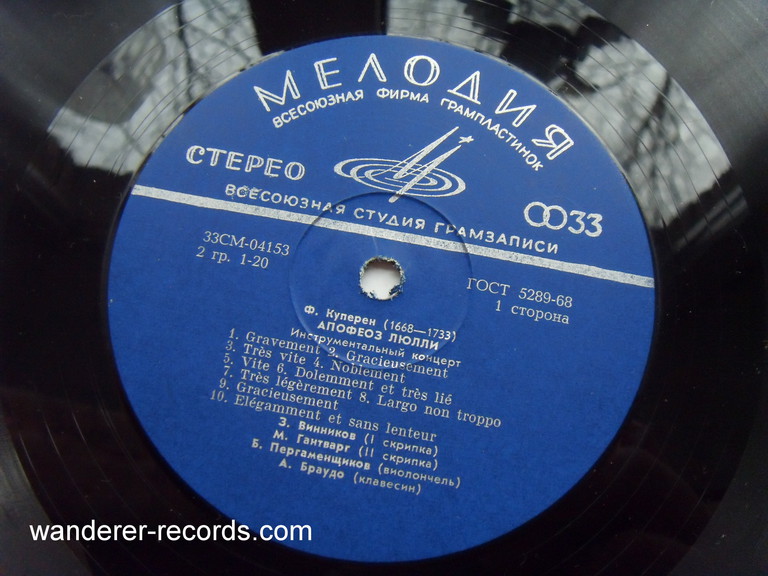 МЕЛОДИЯ
ВСЕСОЮЗНАЯ ФИРМА ГРАМПЛАСТИНОК
СТЕРЕО
33
ВСЕСОЮЗНАЯ СТУДИЯ ГРАМЗАПИСИ
33СМ-04153
2 гр. 1-20
ГОСТ 5289-68
1 сторона
Ф. Куперен (1668—1733)
АПОФЕОЗ ЛЮЛЛИ
Инструментальный концерт
1. Gravement 2. Gracieusement
3. Très vite 4. Noblement
5. Vite 6. Dolemment et très lié
7. Très légèrement 8. Largo non troppo
9. Gracieusement
10. Elégamment et sans lenteur
З. Винников (I скрипка)
М. Гантварг (II скрипка)
Б. Пергаменщиков (виолончель)
А. Браудо (клавесин)
wanderer-records.com